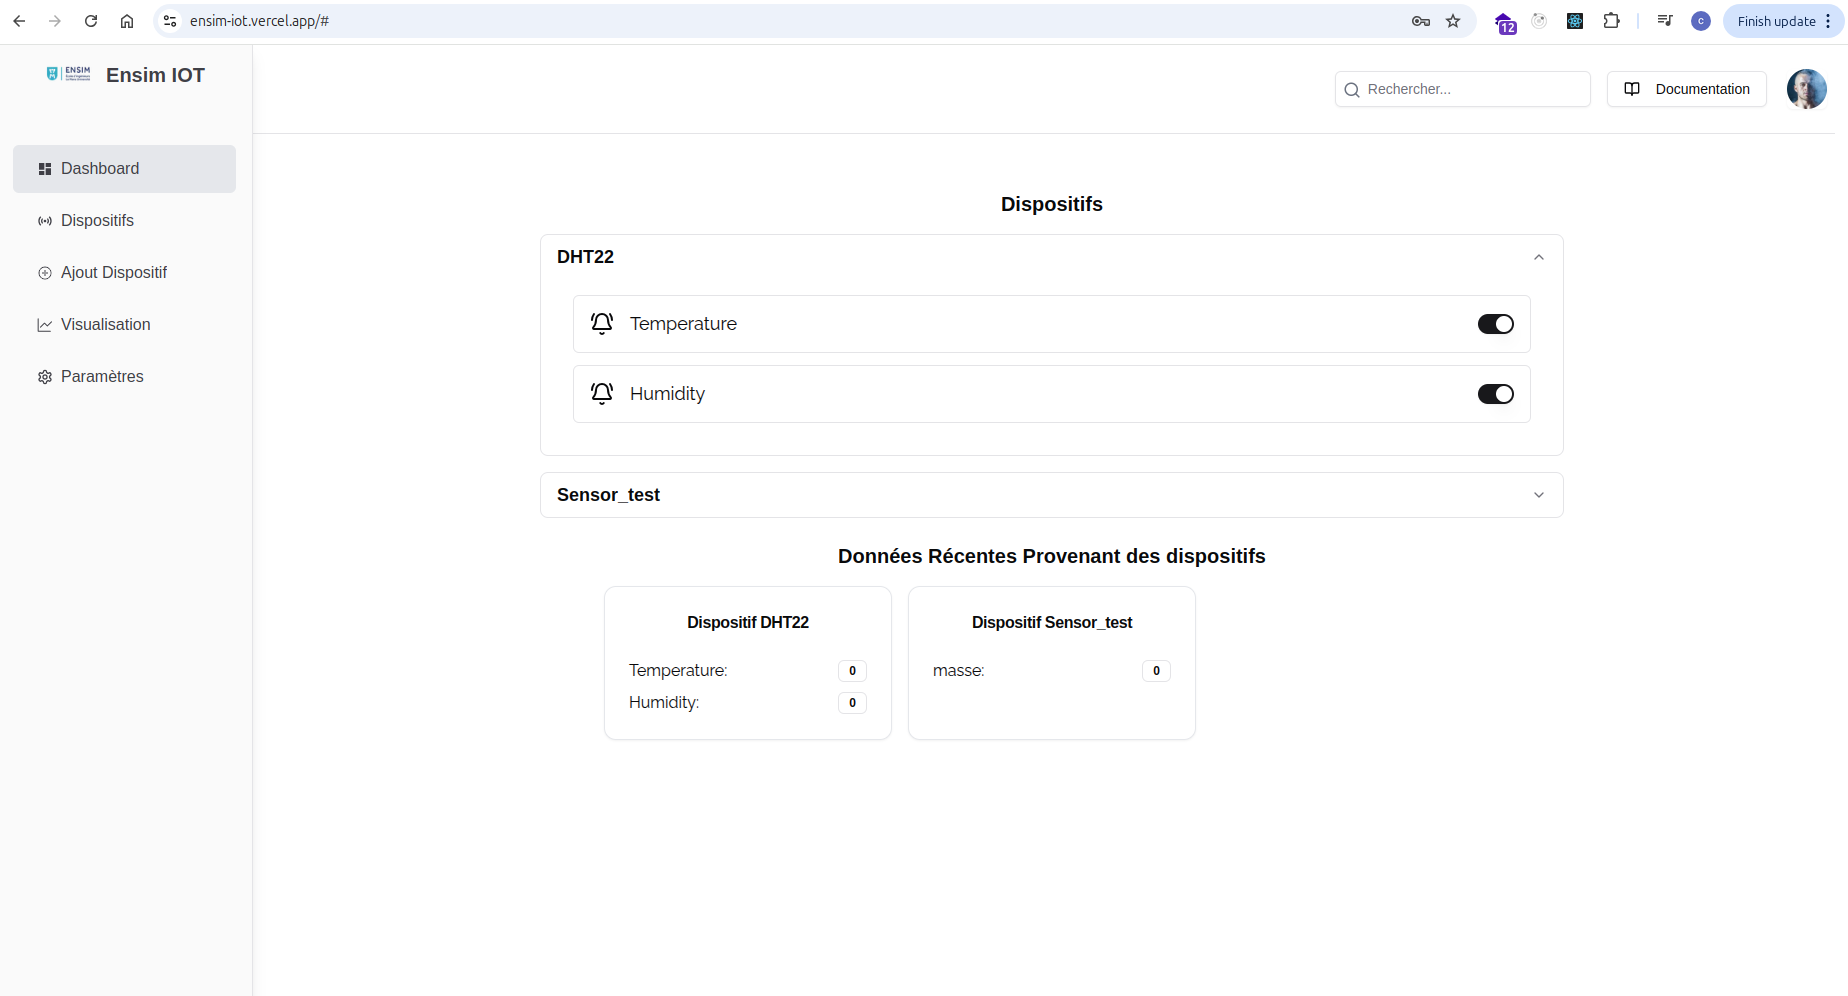 ensim-iot.vercel.app/#
12
C
Finish update
ENSIM
Ensim IOT
Rechercher...
Documentation
Dashboard
Dispositifs
Ajout Dispositif
Visualisation
Paramètres
Dispositifs
DHT22
Temperature
Humidity
Sensor_test
Données Récentes Provenant des dispositifs
Dispositif DHT22
Temperature: 0
Humidity: 0
Dispositif Sensor_test
masse: 0